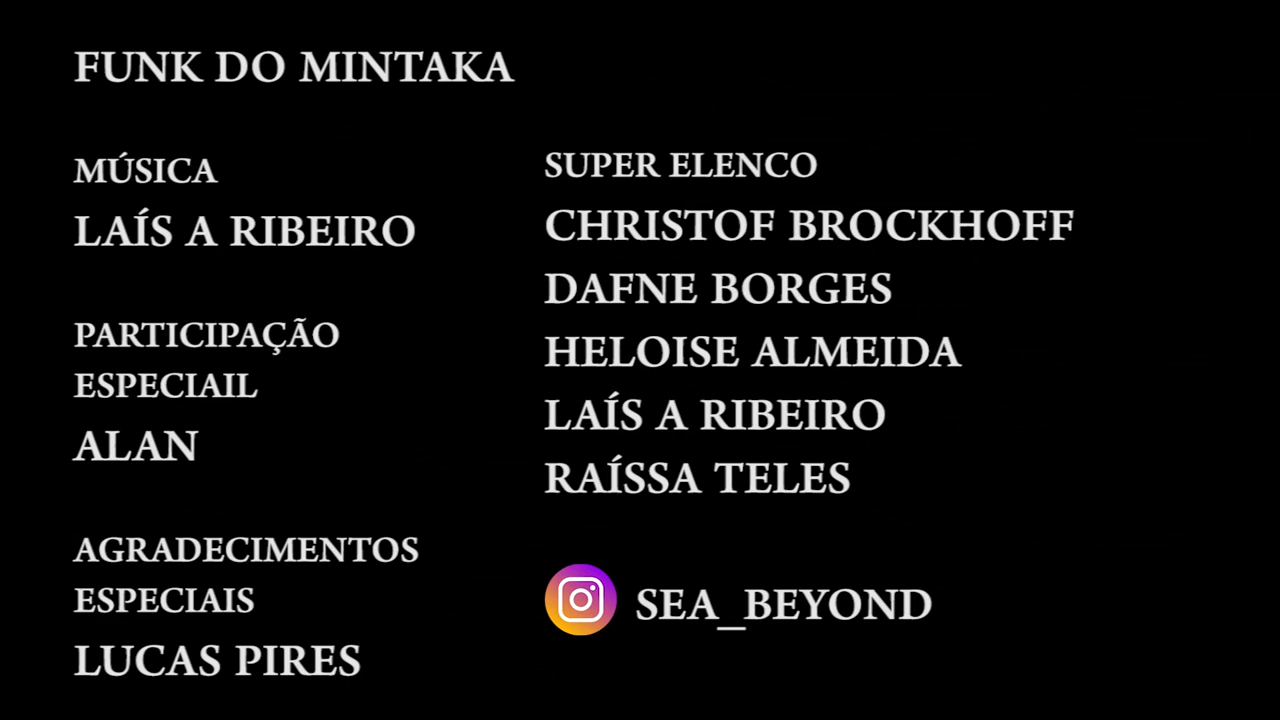 FUNK DO MINTAKA
MÚSICA
LAÍS A RIBEIRO
PARTICIPAÇÃO
ESPECIAIL
ALAN
AGRADECIMENTOS
ESPECIAIS
LUCAS PIRES
SUPER ELENCO
CHRISTOF BROCKHOFF
DAFNE BORGES
HELOISE ALMEIDA
LAÍS A RIBEIRO
RAÍSSA TELES
SEA_BEYOND